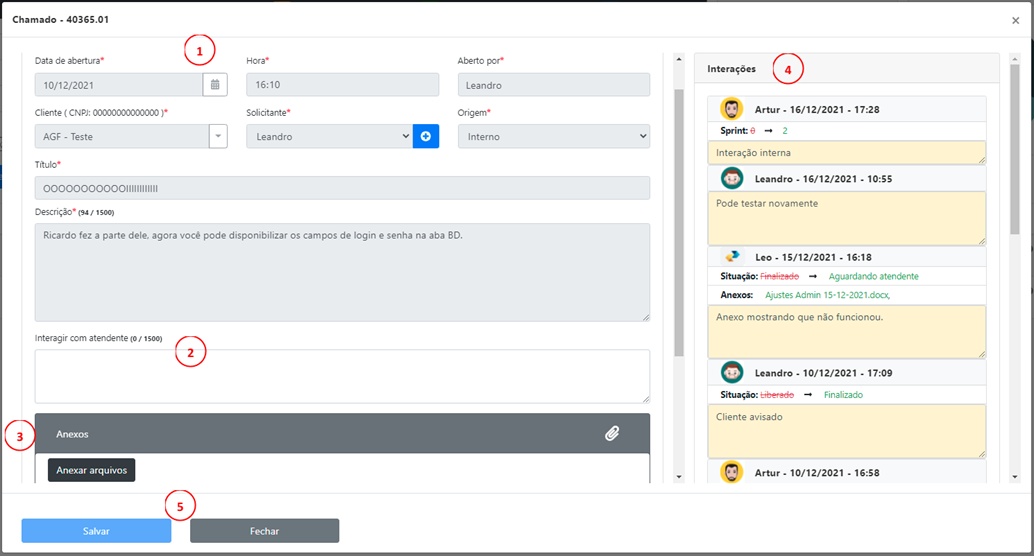 Chamado - 40365.01
×
1
Data de abertura*
Hora*
Aberto por*
10/12/2021
16:10
Leandro
Cliente ( CNPJ: 00000000000000 )*
Solicitante*
Origem*
AGF - Teste
Leandro
Interno
Título*
OOOOOOOOOOOIIIIIIIIIIII
Descrição* (94 / 1500)
Ricardo fez a parte dele, agora você pode disponibilizar os campos de login e senha na aba BD.
Interagir com atendente (0 / 1500)
2
3
Anexos
Anexar arquivos
Interações
4
Artur - 16/12/2021 - 17:28
Sprint: 0 → 2
Interação interna
Leandro - 16/12/2021 - 10:55
Pode testar novamente
Leo - 15/12/2021 - 16:18
Situação: Finalizado → Aguardando atendente
Anexos: Ajustes Admin 15-12-2021.docx,
Anexo mostrando que não funcionou.
Leandro - 10/12/2021 - 17:09
Situação: Liberado → Finalizado
Cliente avisado
Artur - 10/12/2021 - 16:58
5
Salvar
Fechar